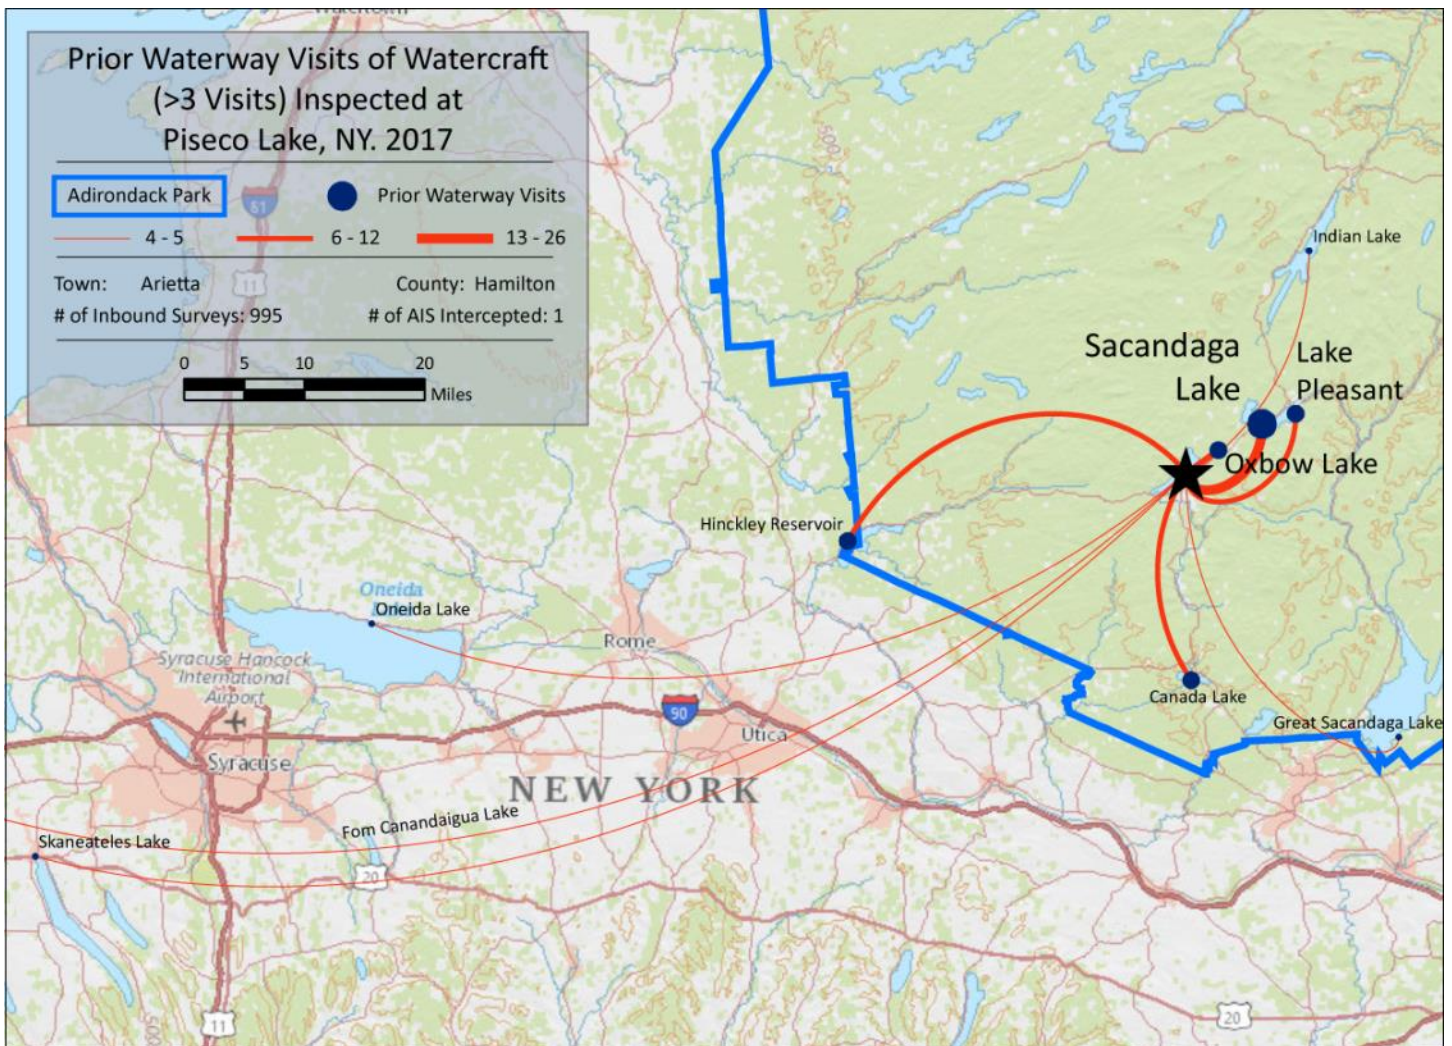 Prior Waterway Visits of Watercraft
(>3 Visits) Inspected at
Piseco Lake, NY. 2017
Adirondack Park
Prior Waterway Visits
4 - 5
6 - 12
13 - 26
Town: Arietta
County: Hamilton
# of Inbound Surveys: 995
# of AIS Intercepted: 1
0 5 10 20
Miles
81
11
500
Indian Lake
Sacandaga
Lake
Lake
Pleasant
Oxbow Lake
Hinckley Reservoir
Oneida
Oneida Lake
Rome
Syracuse Hancock
International
Airport
90
Utica
Canada Lake
Great Sacandaga Lake
Syracuse
NEW YORK
Fom Canandaigua Lake
Skaneateles Lake
20
11
20